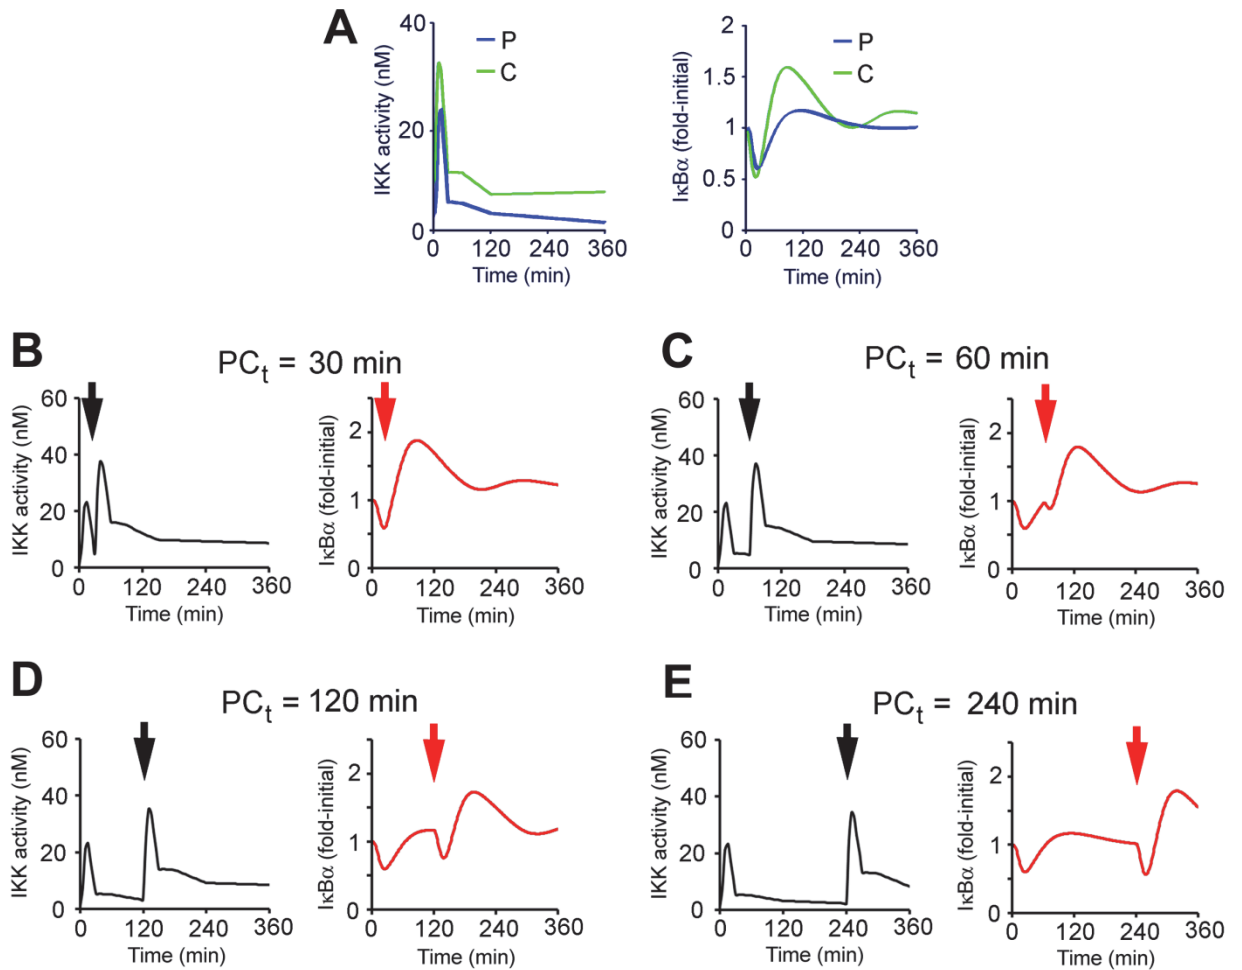 A
IKK activity (nM)
40
20
0
P
C
0 120 240 360
Time (min)
IκBα (fold-initial)
2
1.5
1
0.5
0
P
C
0 120 240 360
Time (min)
B
PCt = 30 min
IKK activity (nM)
60
40
20
0
0 120 240 360
Time (min)
IκBα (fold-initial)
2
1
0
0 120 240 360
Time (min)
C
PCt = 60 min
IKK activity (nM)
60
40
20
0
0 120 240 360
Time (min)
IκBα (fold-initial)
2
1
0
0 120 240 360
Time (min)
D
PCt = 120 min
IKK activity (nM)
60
40
20
0
0 120 240 360
Time (min)
IκBα (fold-initial)
2
1
0
0 120 240 360
Time (min)
E
PCt = 240 min
IKK activity (nM)
60
40
20
0
0 120 240 360
Time (min)
IκBα (fold-initial)
2
1
0
0 120 240 360
Time (min)